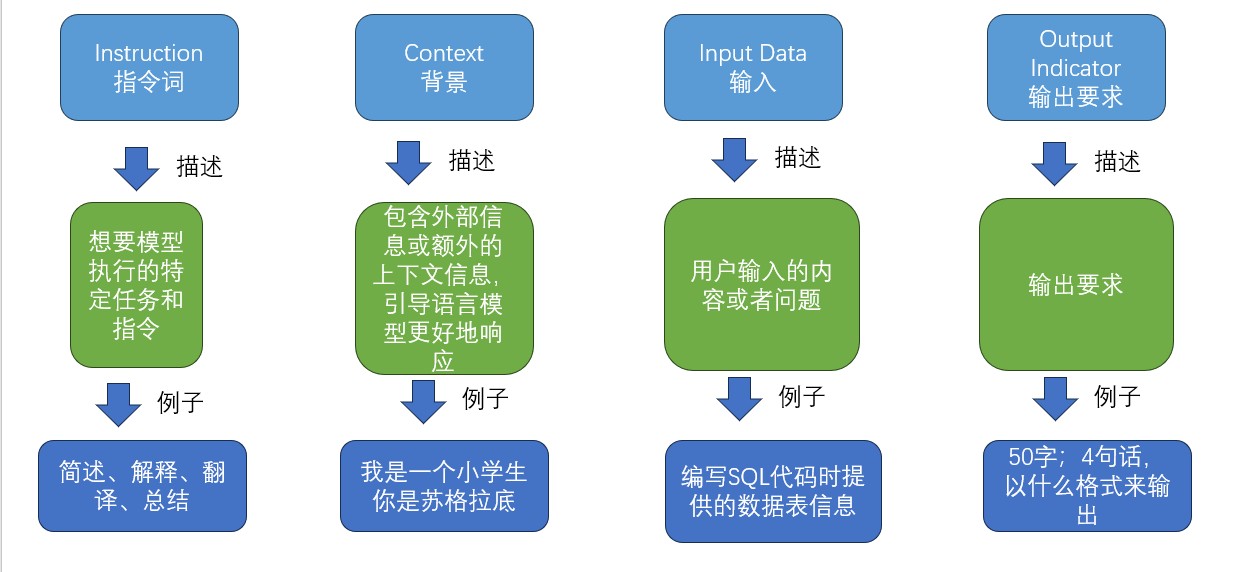 Instruction
指令词
Context
背景
Input Data
输入
Output
Indicator
输出要求
描述
描述
描述
描述
想要模型
执行的特
定任务和
指令
包含外部信
息或额外的
上下文信息,
引导语言模
型更好地响
应
用户输入的内
容或者问题
输出要求
例子
例子
例子
例子
简述、解释、翻
译、总结
我是一个小学生
你是苏格拉底
编写SQL代码时提
供的数据表信息
50字；4句话,
以什么格式来输
出